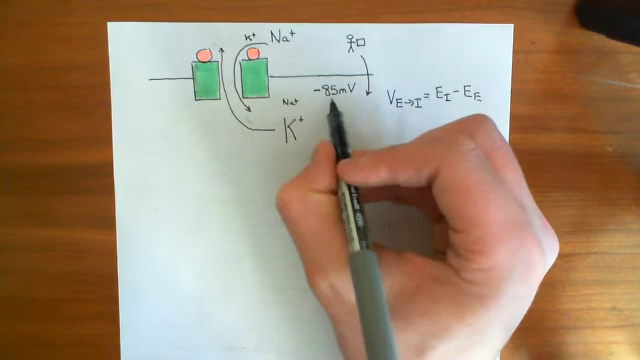 K⁺ Na⁺
-85mV
V_E→I = E_I - E_E
Na⁺
K⁺